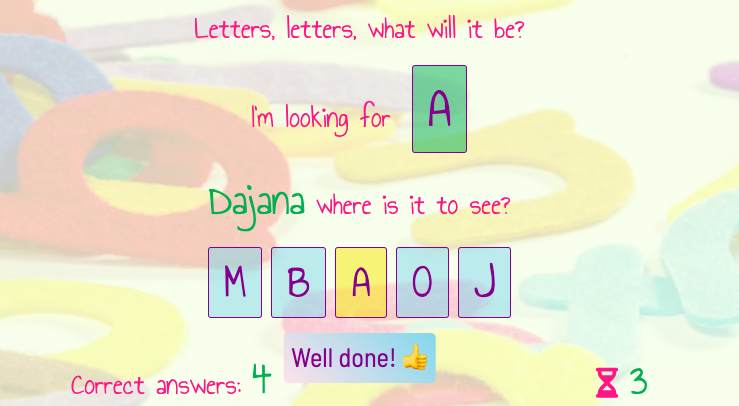 Letters, letters, what will it be?
I'm looking for A
Dajana where is it to see?
M B A O J
Well done! 👍
Correct answers: 4 3